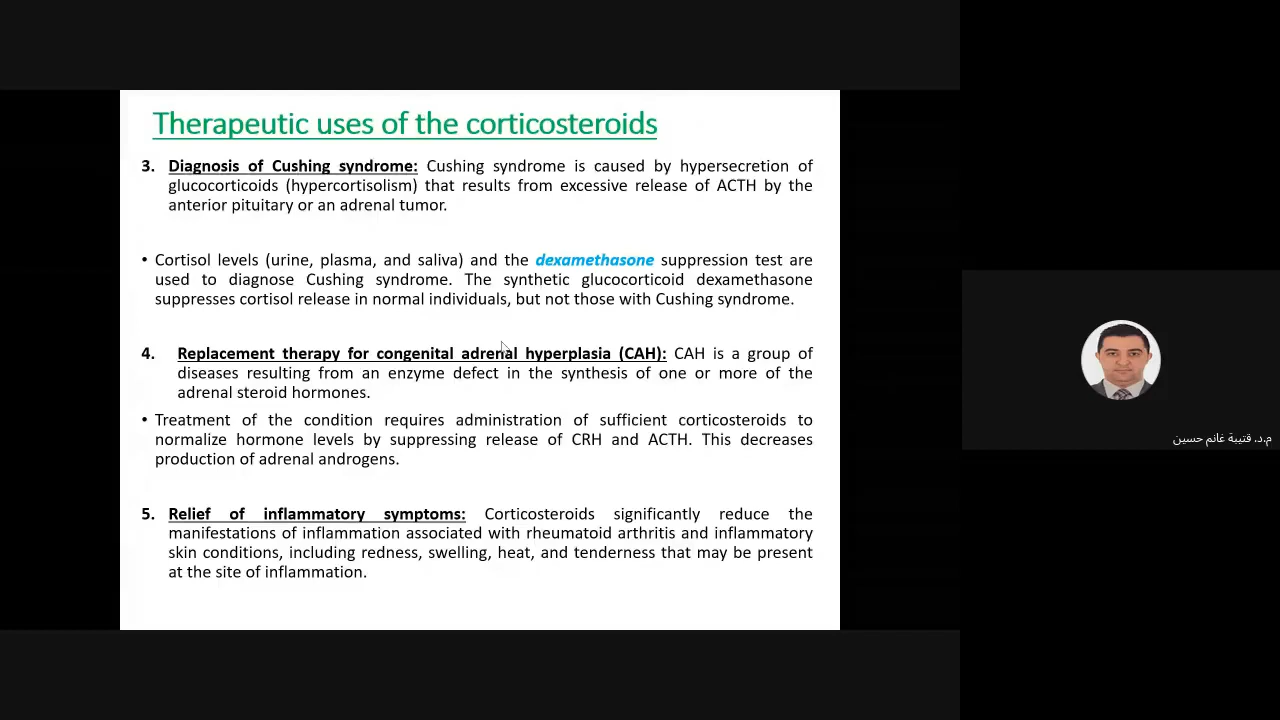 Therapeutic uses of the corticosteroids
3. Diagnosis of Cushing syndrome: Cushing syndrome is caused by hypersecretion of
glucocorticoids (hypercortisolism) that results from excessive release of ACTH by the
anterior pituitary or an adrenal tumor.
• Cortisol levels (urine, plasma, and saliva) and the dexamethasone suppression test are
used to diagnose Cushing syndrome. The synthetic glucocorticoid dexamethasone
suppresses cortisol release in normal individuals, but not those with Cushing syndrome.
4. Replacement therapy for congenital adrenal hyperplasia (CAH): CAH is a group of
diseases resulting from an enzyme defect in the synthesis of one or more of the
adrenal steroid hormones.
• Treatment of the condition requires administration of sufficient corticosteroids to
normalize hormone levels by suppressing release of CRH and ACTH. This decreases
production of adrenal androgens.
5. Relief of inflammatory symptoms: Corticosteroids significantly reduce the
manifestations of inflammation associated with rheumatoid arthritis and inflammatory
skin conditions, including redness, swelling, heat, and tenderness that may be present
at the site of inflammation.
م.د. قتيبة غانم حسين